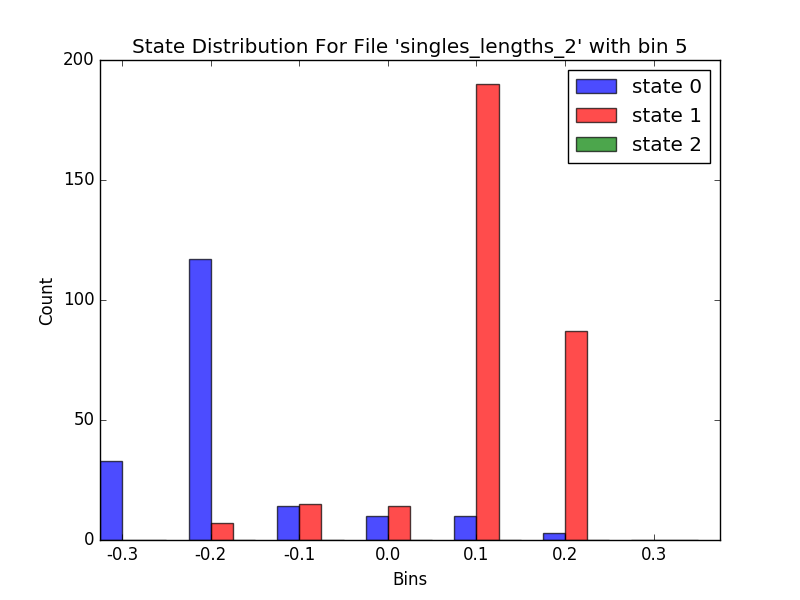 State Distribution For File 'singles_lengths_2' with bin 5
200
150
100
50
0
Count
state 0
state 1
state 2
-0.3 -0.2 -0.1 0.0 0.1 0.2 0.3
Bins